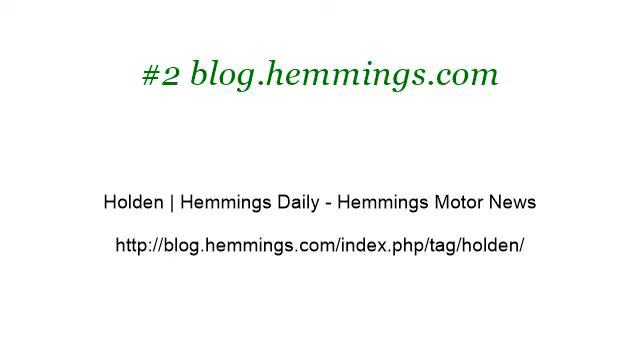 #2 blog.hemmings.com
Holden | Hemmings Daily - Hemmings Motor News
http://blog.hemmings.com/index.php/tag/holden/